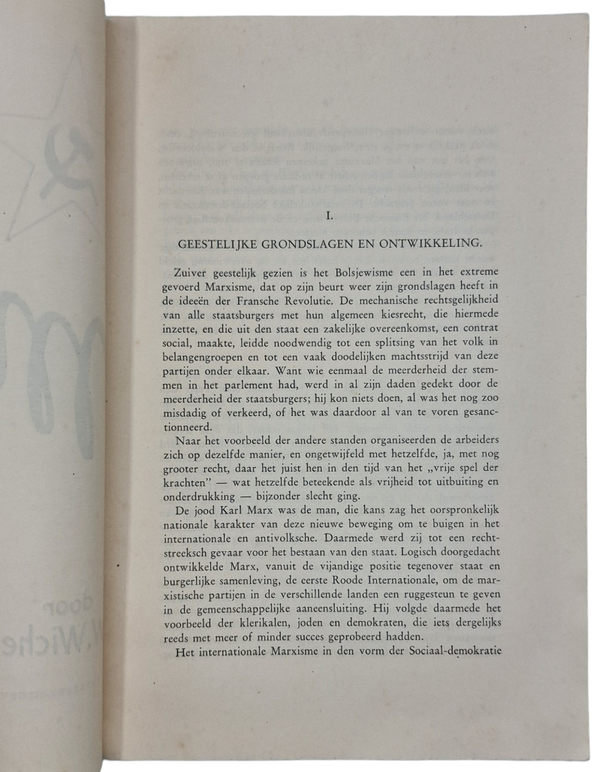 I.
GEESTELIJKE GRONDSLAGEN EN ONTWIKKELING.
Zuiver geestelijk gezien is het Bolsjewisme een in het extreme
gevoerd Marxisme, dat op zijn beurt weer zijn grondslagen heeft
in de ideeën der Fransche Revolutie. De mechanische rechtsgelijkheid
van alle staatsburgers met hun algemeen kiesrecht, die hiermede
inzette, en die uit den staat een zakelijke overeenkomst, een contrat
social, maakte, leidde noodwendig tot een splitsing van het volk in
belangengroepen en tot een vaak doodelijken machtsstrijd van deze
partijen onder elkaar. Want wie eenmaal de meerderheid der stem-
men in het parlement had, werd in al zijn daden gedekt door de
meerderheid der staatsburgers; hij kon niets doen, al was het nog zoo
misdadig of verkeerd, of het was daardoor al van te voren gesanc-
tionneerd.
Naar het voorbeeld der andere standen organiseerden de arbeiders
zich op dezelfde manier, en ongetwijfeld met hetzelfde, ja, met nog
grooter recht, daar het juist hen in den tijd van het „vrije spel der
krachten” — wat hetzelfde beteekende als vrijheid tot uitbuiting en
onderdrukking — bijzonder slecht ging.
De jood Karl Marx was de man, die kans zag het oorspronkelijk
nationale karakter van deze nieuwe beweging om te buigen in het
internationale en antivolksche. Daarmede werd zij tot een recht-
streeksch gevaar voor het bestaan van den staat. Logisch doorgedacht
ontwikkelde Marx, vanuit de vijandige positie tegenover staat en
burgerlijke samenleving, de eerste Roode Internationale, om de mar-
xistische partijen in de verschillende landen een ruggesteun te geven
in de gemeenschappelijke aaneensluiting. Hij volgde daarmede het
voorbeeld der klerikalen, joden en demokraten, die iets dergelijks
reeds met meer of minder succes geprobeerd hadden.
Het internationale Marxisme in den vorm der Sociaal-demokratie